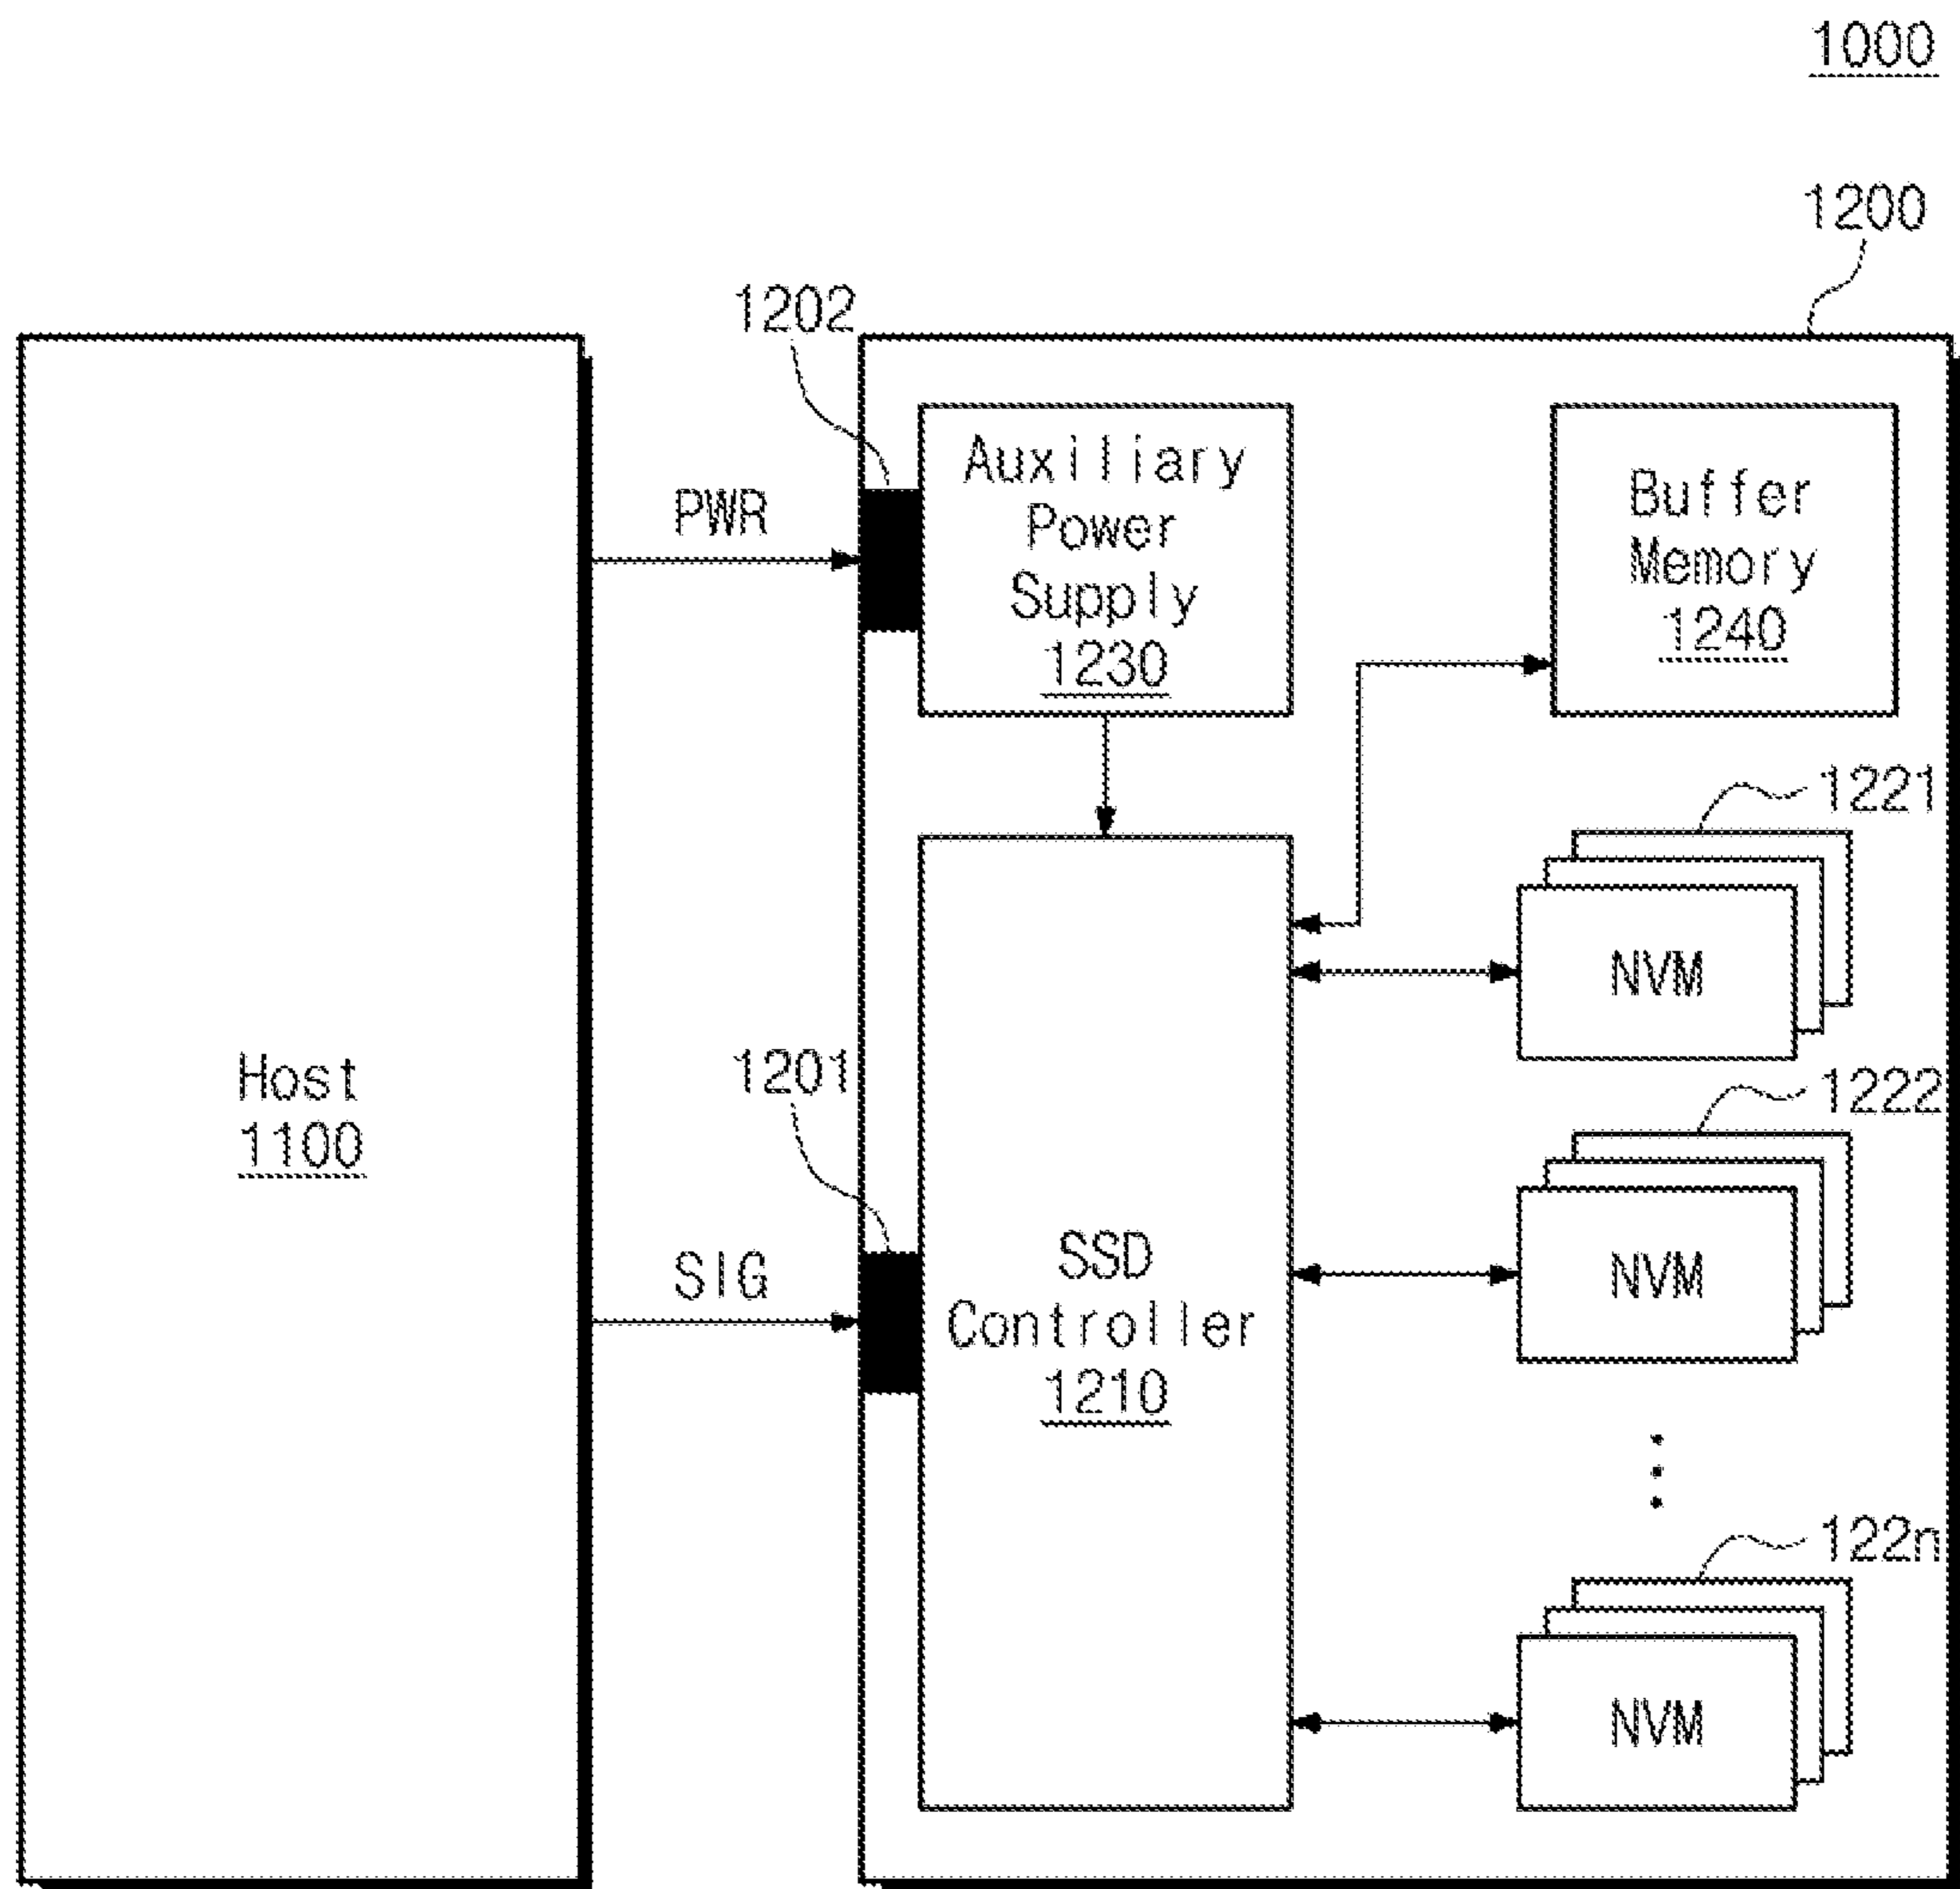 1000
1200
1202
Auxiliary
Power
Supply
1230
Buffer
Memory
1240
PWR
1221
NVM
Host
1100
1201
1222
NVM
SIG
SSD
Controller
1210
122n
NVM